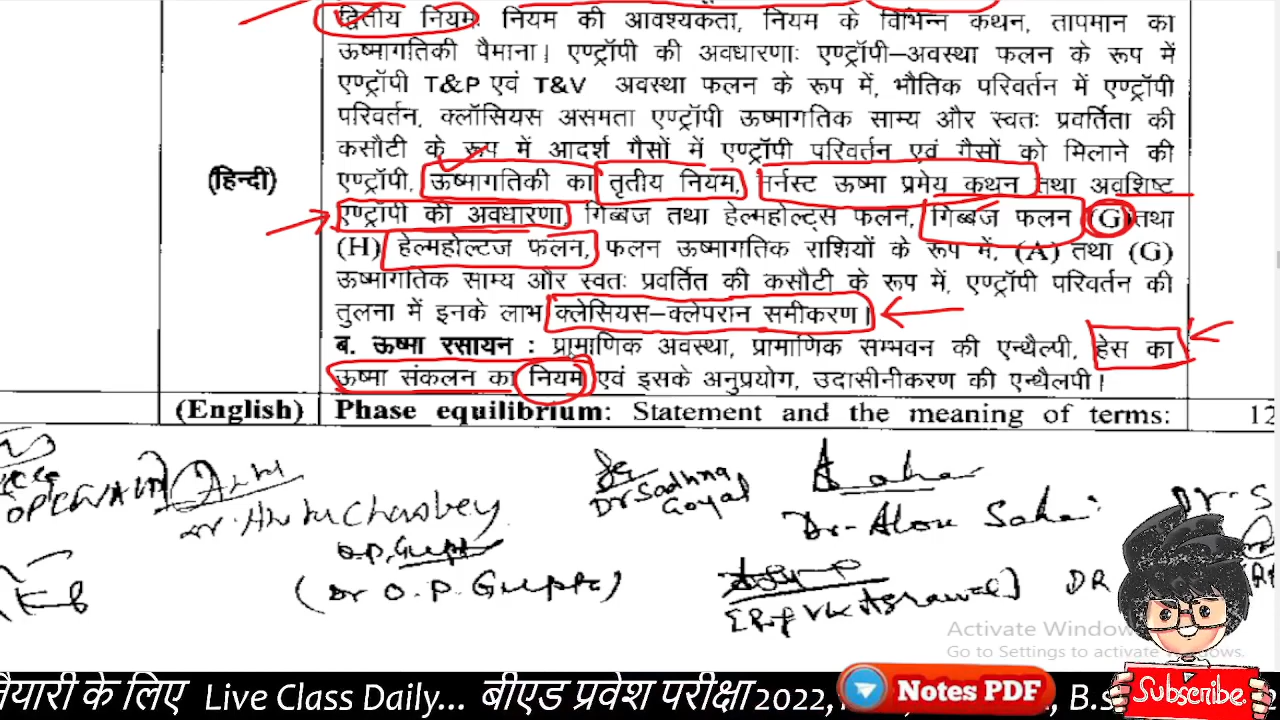 द्वितीय नियमः नियम की आवश्यकता, नियम के विभिन्न कथन, तापमान का
ऊष्मागतिकी पैमाना। एण्ट्रॉपी की अवधारणाः एण्ट्रॉपी–अवस्था फलन के रूप में
एण्ट्रॉपी T&P एवं T&V अवस्था फलन के रूप में, भौतिक परिवर्तन में एण्ट्रॉपी
परिवर्तन, क्लॉसियस असमता एण्ट्रॉपी ऊष्मागतिक साम्य और स्वतः प्रवर्तिता की
कसौटी के रूप में आदर्श गैसों में एण्ट्रॉपी परिवर्तन एवं गैसों को मिलाने की
(हिन्दी) एण्ट्रॉपी, ऊष्मागतिकी का तृतीय नियम, नर्नस्ट ऊष्मा प्रमेय कथन तथा अवशिष्ट
एण्ट्रॉपी की अवधारणा, गिब्बज तथा हेल्महोल्ट्स फलन, गिब्बज फलन (G) तथा
(H) हेल्महोल्टज फलन, फलन ऊष्मागतिक राशियों के रूप में, (A) तथा (G)
ऊष्मागतिक साम्य और स्वतः प्रवर्तित की कसौटी के रूप में, एण्ट्रॉपी परिवर्तन की
तुलना में इनके लाभ क्लेसियस–क्लेपरान समीकरण।
ब. ऊष्मा रसायन : प्रामाणिक अवस्था, प्रामाणिक सम्भवन की एन्थैल्पी, हेस का
ऊष्मा संकलन का नियम एवं इसके अनुप्रयोग, उदासीनीकरण की एन्थैलपी।
(English) Phase equilibrium: Statement and the meaning of terms: 12
Dr Sadhna
Goyal
Dr. Alok Sahai
O.P. Gupta
(Dr O. P. Gupta)
[Prof V K Agrawal]
DR
Activate Windows
Go to Settings to activate Windows.
तैयारी के लिए Live Class Daily... बीएड प्रवेश परीक्षा 2022, Notes PDF B.s
Subscribe